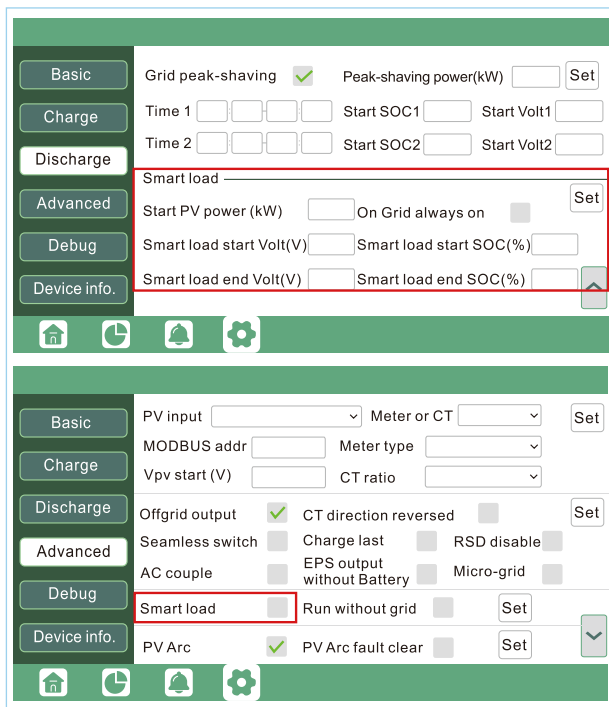 Basic
Charge
Discharge
Advanced
Debug
Device info.
Grid peak-shaving Peak-shaving power(kW) Set
Time 1 Start SOC1 Start Volt1
Time 2 Start SOC2 Start Volt2
Smart load
Set
Start PV power (kW) On Grid always on
Smart load start Volt(V) Smart load start SOC(%)
Smart load end Volt(V) Smart load end SOC(%)
Basic
Charge
Discharge
Advanced
Debug
Device info.
PV input Meter or CT Set
MODBUS addr Meter type
Vpv start (V) CT ratio
Offgrid output CT direction reversed Set
Seamless switch Charge last RSD disable
AC couple EPS output without Battery Micro-grid
Smart load Run without grid Set
PV Arc PV Arc fault clear Set